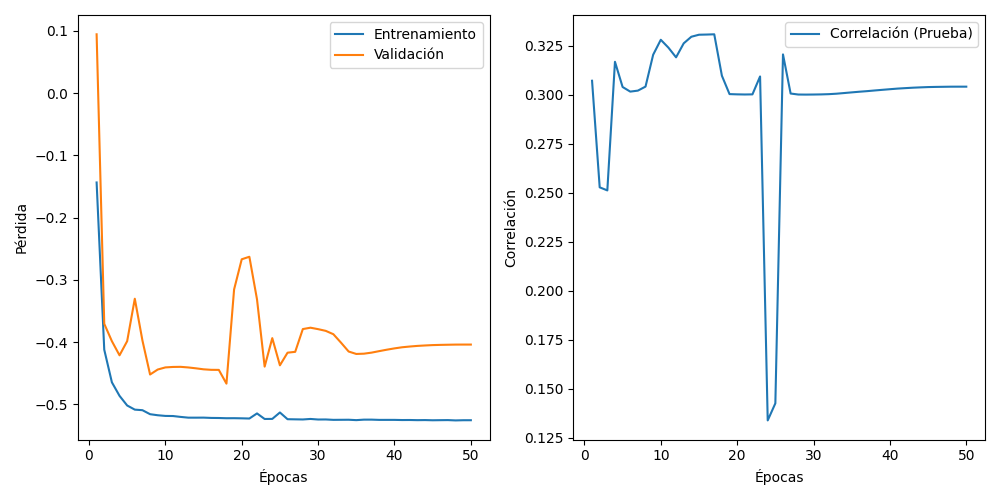 0.1
0.0
−0.1
−0.2
−0.3
−0.4
−0.5
Pérdida
0 10 20 30 40 50
Épocas
Entrenamiento
Validación
0.325
0.300
0.275
0.250
0.225
0.200
0.175
0.150
0.125
Correlación
0 10 20 30 40 50
Épocas
Correlación (Prueba)